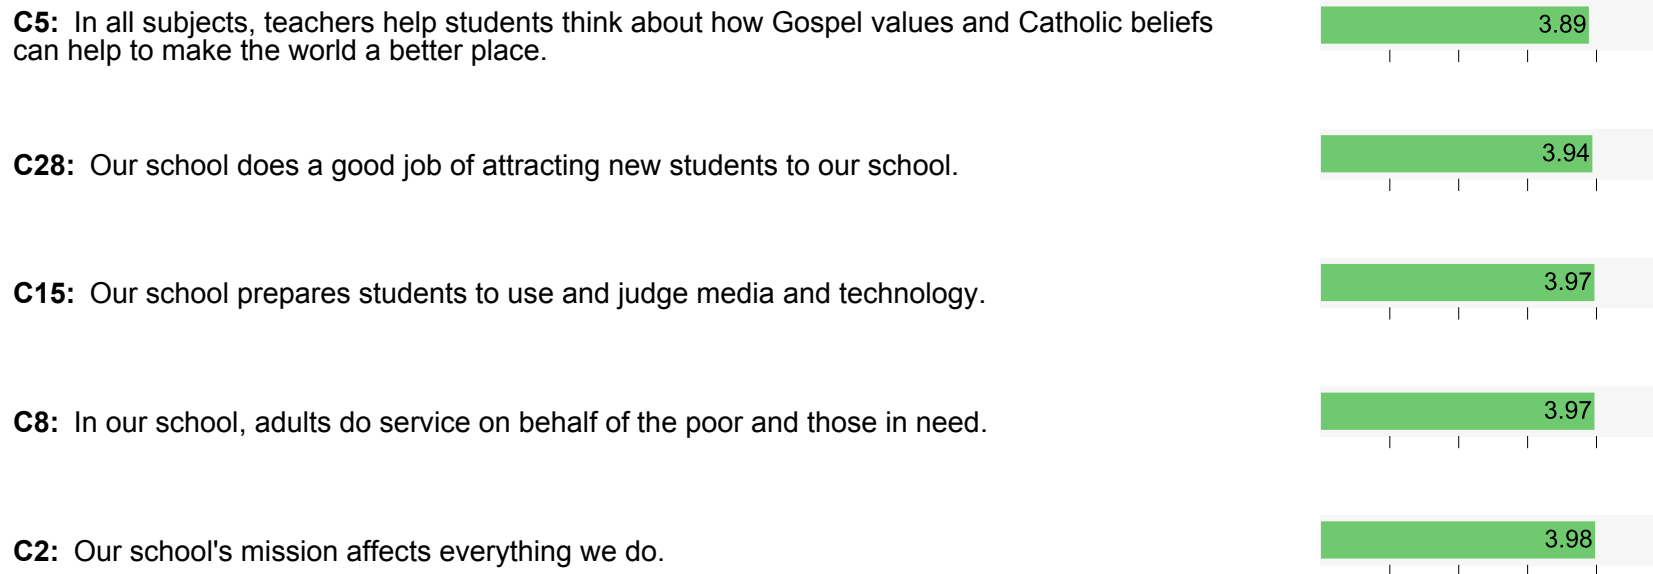 C5: In all subjects, teachers help students think about how Gospel values and Catholic beliefs
can help to make the world a better place.
3.89
C28: Our school does a good job of attracting new students to our school.
3.94
C15: Our school prepares students to use and judge media and technology.
3.97
C8: In our school, adults do service on behalf of the poor and those in need.
3.97
C2: Our school's mission affects everything we do.
3.98